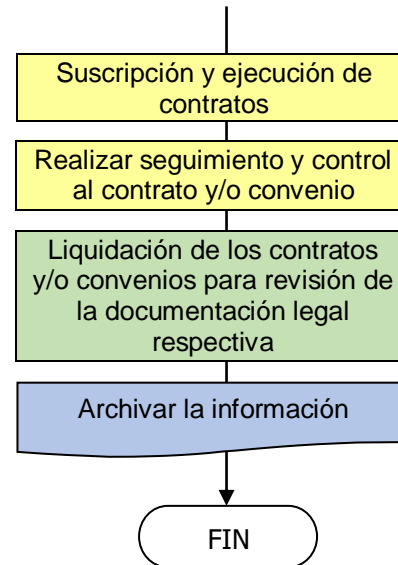 Suscripción y ejecución de
contratos
Realizar seguimiento y control
al contrato y/o convenio
Liquidación de los contratos
y/o convenios para revisión de
la documentación legal
respectiva
Archivar la información
FIN